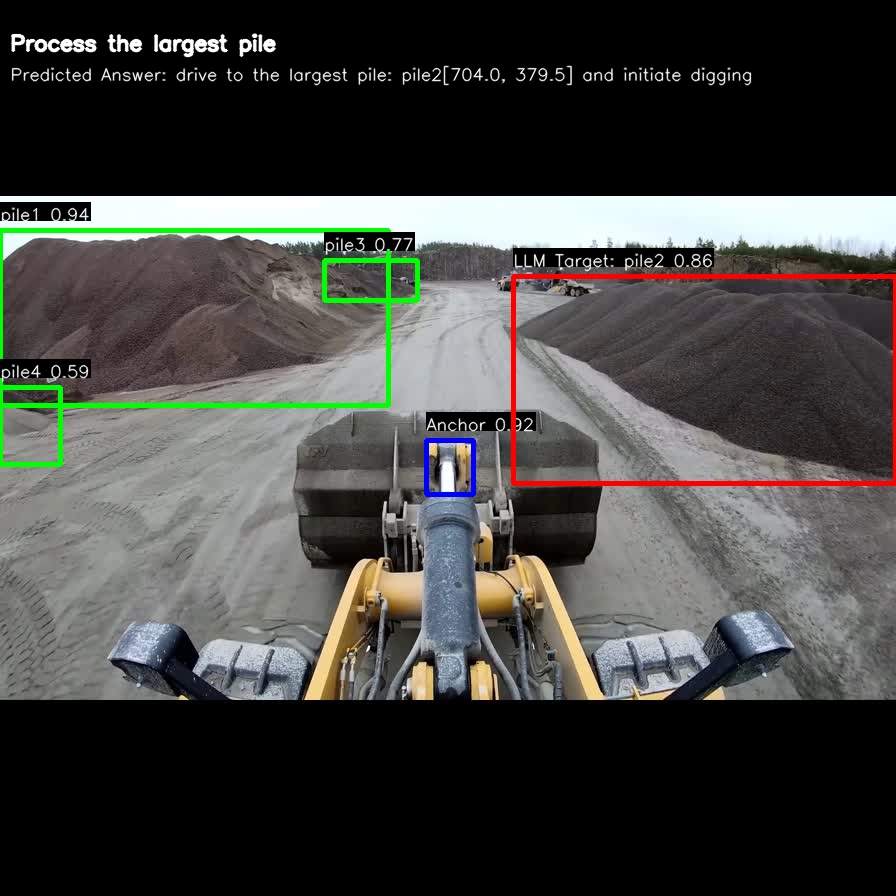 Process the largest pile
Predicted Answer: drive to the largest pile: pile2[704.0, 379.5] and initiate digging
pile1 0.94
pile3 0.77
LLM Target: pile2 0.86
pile4 0.59
Anchor 0.92